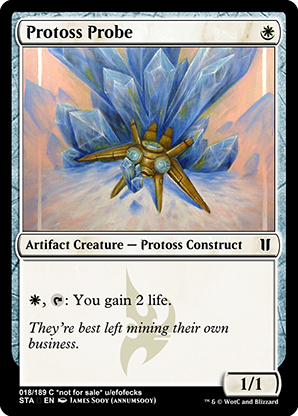 Protoss Probe
Artifact Creature — Protoss Construct
, : You gain 2 life.
They're best left mining their own
business.
1/1
018/189 C *not for sale* u/efofecks
STA • EN James Sooy (ANNUMSOOY)
™ & © WotC and Blizzard